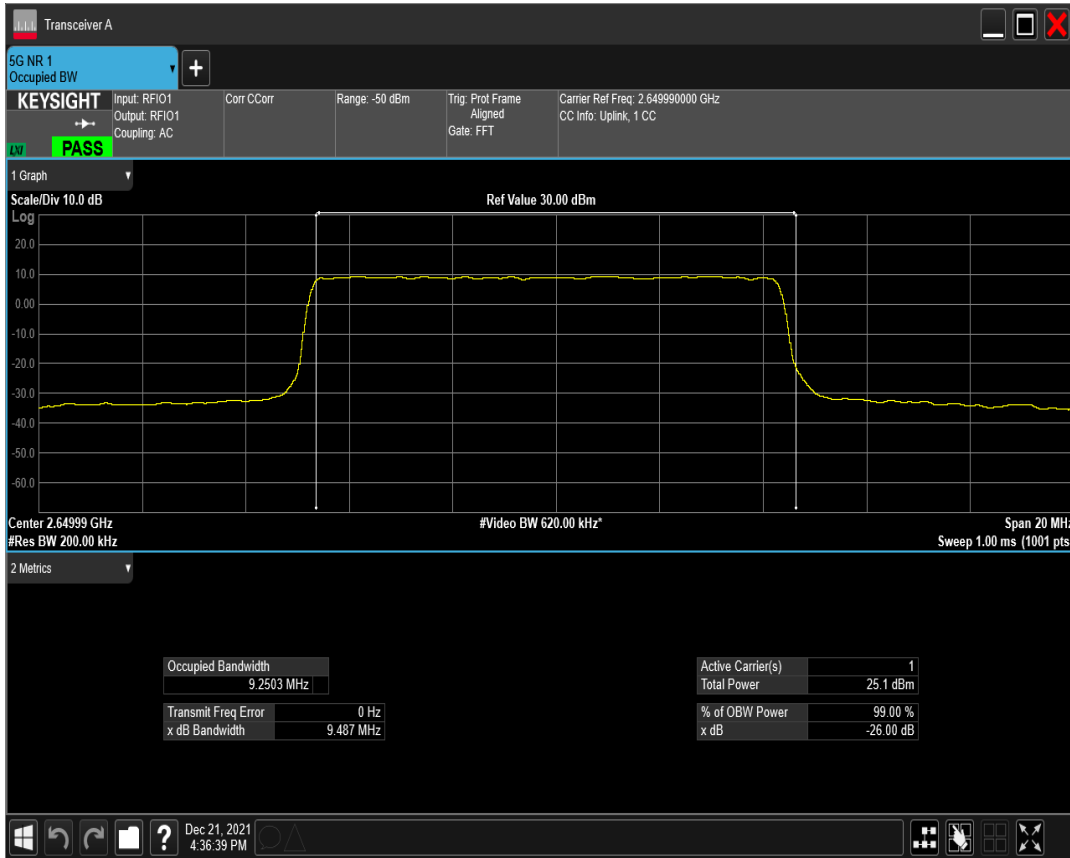 Transceiver A
5G NR 1
Occupied BW
KEYSIGHT
LXI
PASS
Input: RFIO1
Output: RFIO1
Coupling: AC
Corr CCorr
Range: -50 dBm
Trig: Prot Frame
Aligned
Gate: FFT
Carrier Ref Freq: 2.649990000 GHz
CC Info: Uplink, 1 CC
1 Graph
Scale/Div 10.0 dB
Ref Value 30.00 dBm
Log
20.0
10.0
0.00
-10.0
-20.0
-30.0
-40.0
-50.0
-60.0
Center 2.64999 GHz
#Video BW 620.00 kHz*
Span 20 MHz
#Res BW 200.00 kHz
Sweep 1.00 ms (1001 pts
2 Metrics
Occupied Bandwidth
9.2503 MHz
Transmit Freq Error 0 Hz
x dB Bandwidth 9.487 MHz
Active Carrier(s) 1
Total Power 25.1 dBm
% of OBW Power 99.00 %
x dB -26.00 dB
?
Dec 21, 2021
4:36:39 PM